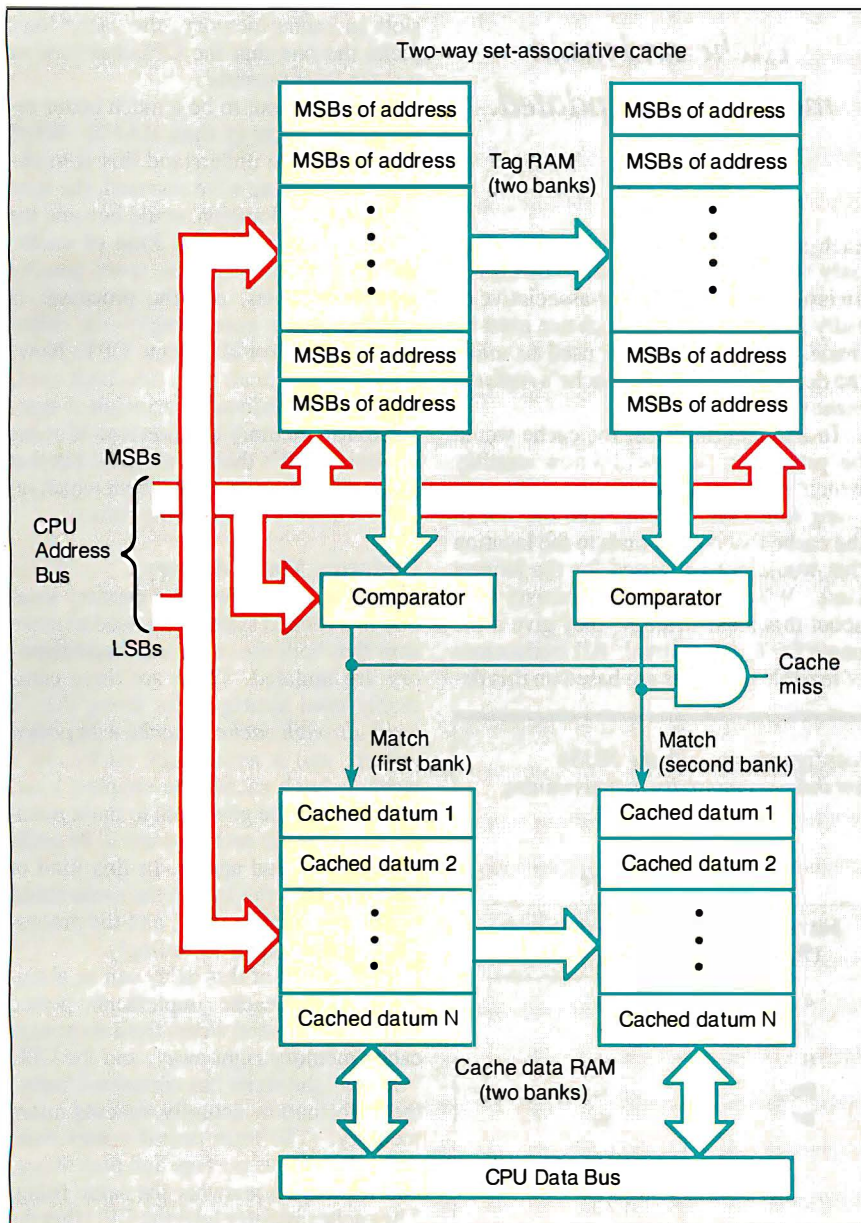 Two-way set-associative cache
MSBs of address
MSBs of address
MSBs of address
MSBs of address
Tag RAM
(two banks)
MSBs of address
MSBs of address
MSBs of address
MSBs of address
MSBs
CPU
Address
Bus
LSBs
Comparator
Comparator
Cache
miss
Match
(first bank)
Match
(second bank)
Cached datum 1
Cached datum 2
Cached datum N
Cached datum 1
Cached datum 2
Cached datum N
Cache data RAM
(two banks)
CPU Data Bus